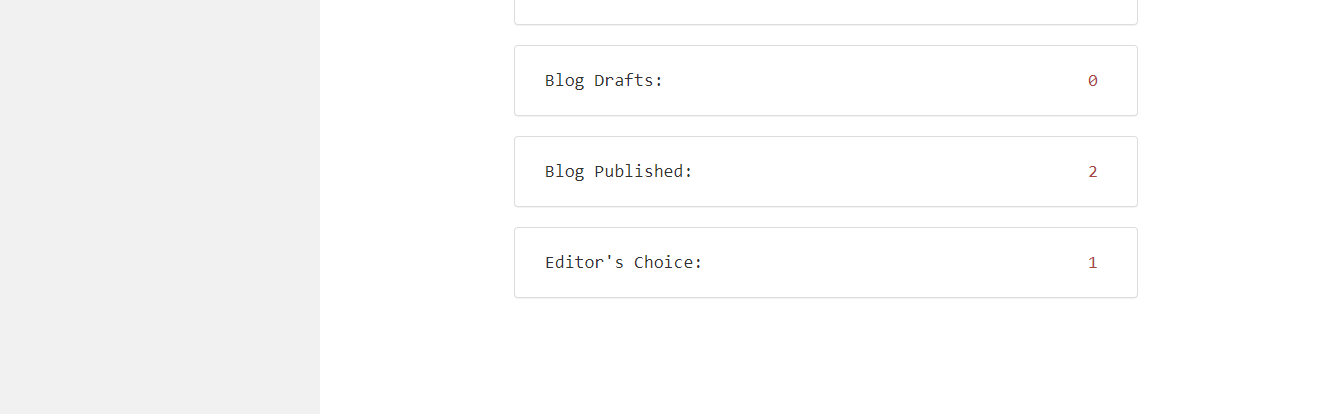 Blog Drafts: 0
Blog Published: 2
Editor's Choice: 1